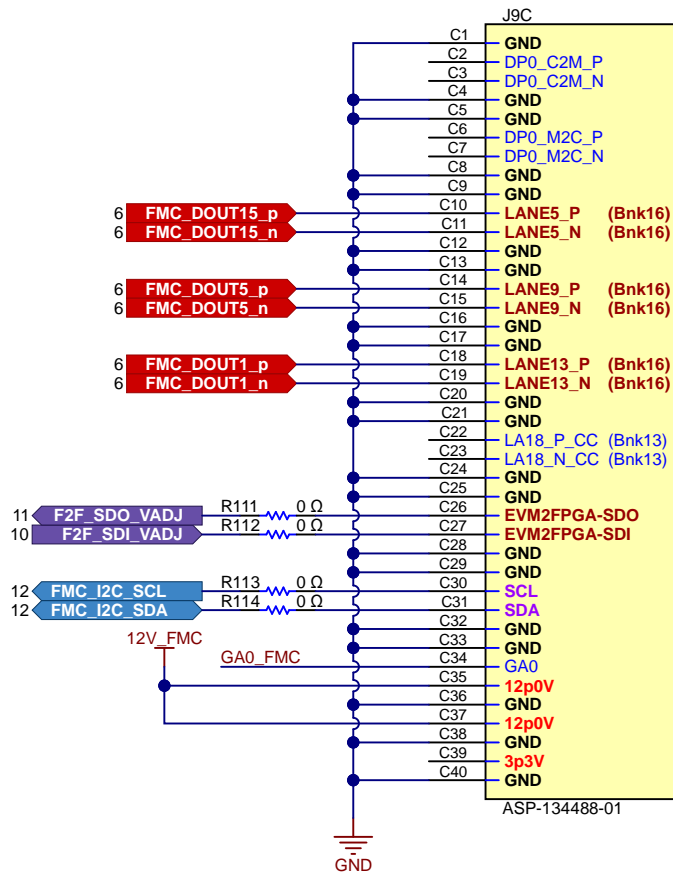 J9C
C1 GND
C2 DP0_C2M_P
C3 DP0_C2M_N
C4 GND
C5 GND
C6 DP0_M2C_P
C7 DP0_M2C_N
C8 GND
C9 GND
6 FMC_DOUT15_p C10 LANE5_P (Bnk16)
6 FMC_DOUT15_n C11 LANE5_N (Bnk16)
C12 GND
C13 GND
6 FMC_DOUT5_p C14 LANE9_P (Bnk16)
6 FMC_DOUT5_n C15 LANE9_N (Bnk16)
C16 GND
C17 GND
6 FMC_DOUT1_p C18 LANE13_P (Bnk16)
6 FMC_DOUT1_n C19 LANE13_N (Bnk16)
C20 GND
C21 GND
C22 LA18_P_CC (Bnk13)
C23 LA18_N_CC (Bnk13)
C24 GND
C25 GND
11 F2F_SDO_VADJ R111 0 Ω C26 EVM2FPGA-SDO
10 F2F_SDI_VADJ R112 0 Ω C27 EVM2FPGA-SDI
C28 GND
C29 GND
12 FMC_I2C_SCL R113 0 Ω C30 SCL
12 FMC_I2C_SDA R114 0 Ω C31 SDA
C32 GND
12V_FMC C33 GND
GA0_FMC C34 GA0
C35 12p0V
C36 GND
C37 12p0V
C38 GND
C39 3p3V
C40 GND
ASP-134488-01
GND